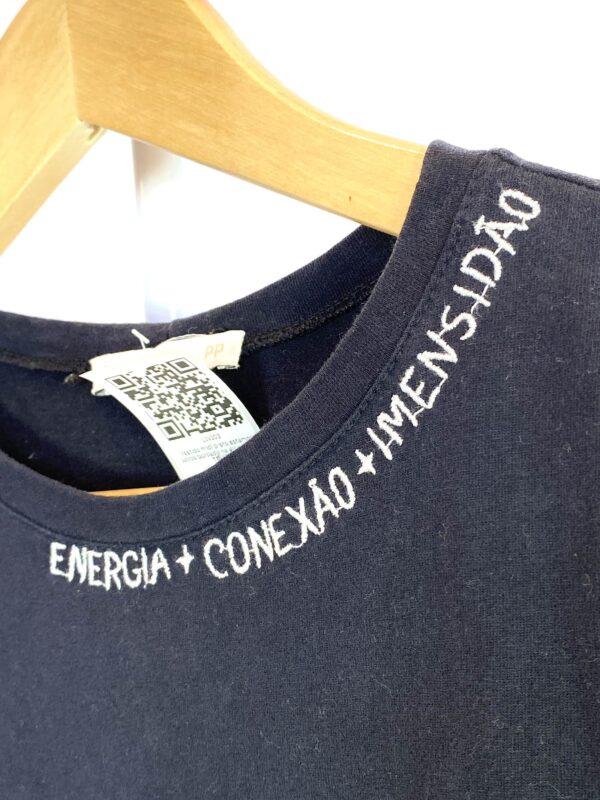 PP
ENERGIA + CONEXÃO + IMENSIDÃO